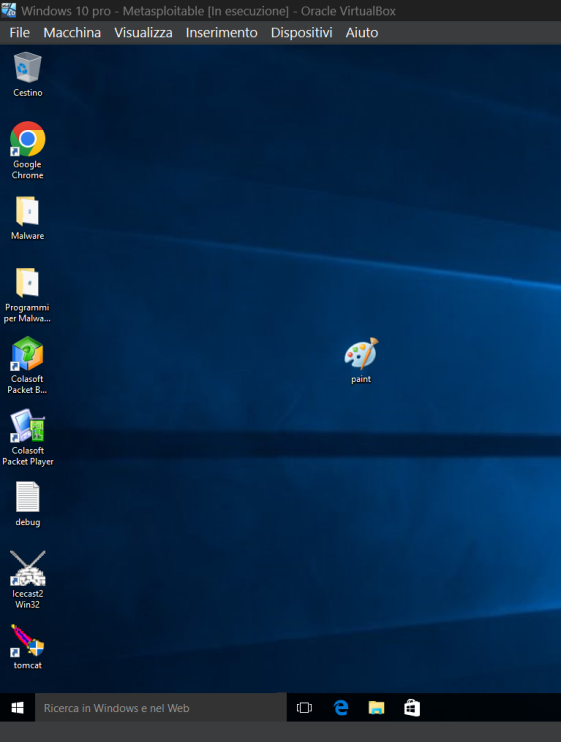 Windows 10 pro - Metasploitable [In esecuzione] - Oracle VirtualBox
File Macchina Visualizza Inserimento Dispositivi Aiuto
Cestino
Google
Chrome
Malware
Programmi
per Malwa...
Colasoft
Packet B...
Colasoft
Packet Player
debug
Icecast2
Win32
tomcat
paint
Ricerca in Windows e nel Web